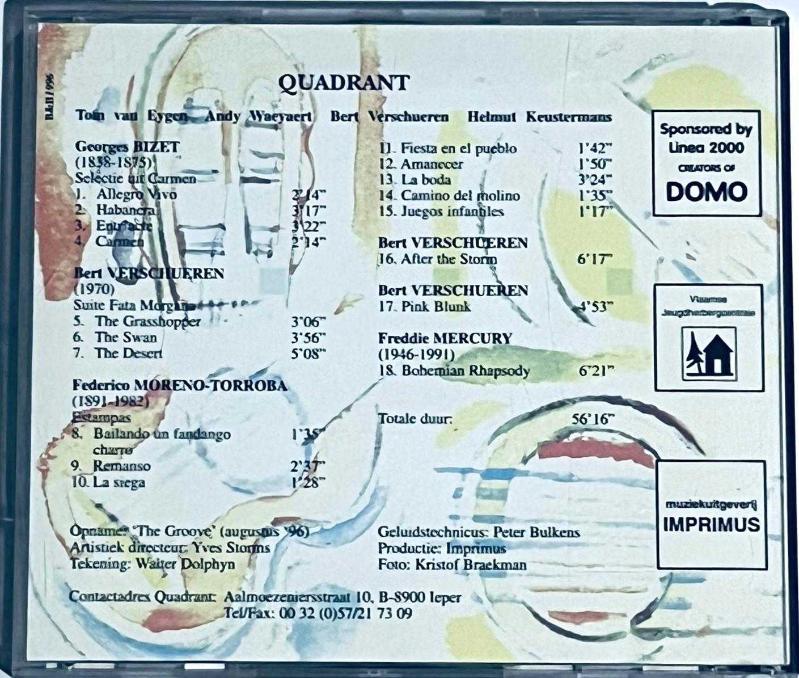 B&B/1996
QUADRANT
Tom van Eygen Andy Waeyaert Bert Verschueren Helmut Keustermans
Georges BIZET
(1838-1875)
Selectie uit Carmen
1. Allegro Vivo 2'14"
2. Habanera 3'17"
3. Entr'acte 3'22"
4. Carmen 2'14"
Bert VERSCHUEREN
(1970)
Suite Fata Morgana
5. The Grasshopper 3'06"
6. The Swan 3'56"
7. The Desert 5'08"
Federico MORENO-TORROBA
(1891-1982)
Estampas
8. Bailando un fandango
charro 1'35"
9. Remanso 2'37"
10. La siega 1'28"
11. Fiesta en el pueblo 1'42"
12. Amanecer 1'50"
13. La boda 3'24"
14. Camino del molino 1'35"
15. Juegos infantiles 1'17"
Bert VERSCHUEREN
16. After the Storm 6'17"
Bert VERSCHUEREN
17. Pink Blunk 4'53"
Freddie MERCURY
(1946-1991)
18. Bohemian Rhapsody 6'21"
Totale duur: 56'16"
Opname: 'The Groove' (augustus '96)
Artistiek directeur: Yves Storms
Tekening: Walter Dolphyn
Geluidstechnicus: Peter Bulkens
Productie: Imprimus
Foto: Kristof Braekman
Contactadres Quadrant: Aalmoezeniersstraat 10, B-8900 Ieper
Tel/Fax: 00 32 (0)57/21 73 09
Sponsored by
Linea 2000
CREATORS OF
DOMO
Vlaamse
Jeugdherbergcentrale
muziekuitgeverij
IMPRIMUS